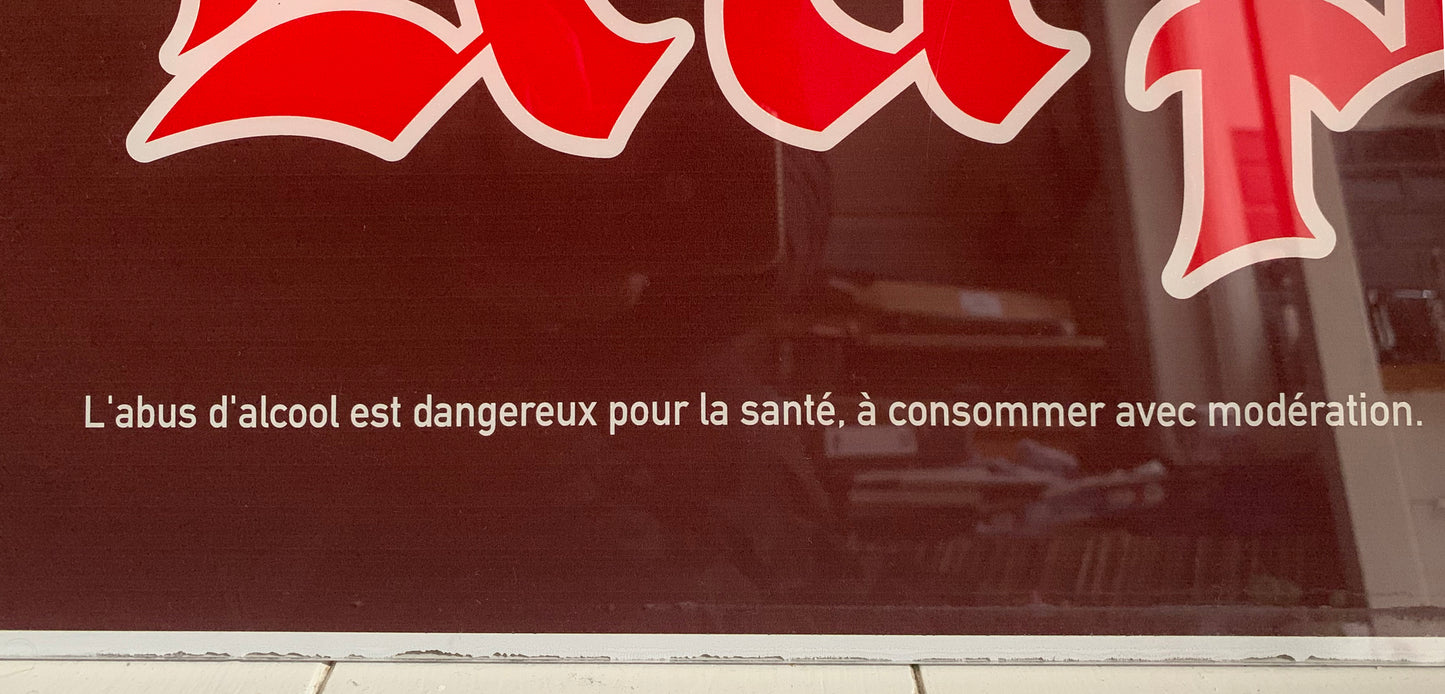 L'abus d'alcool est dangereux pour la santé, à consommer avec modération.